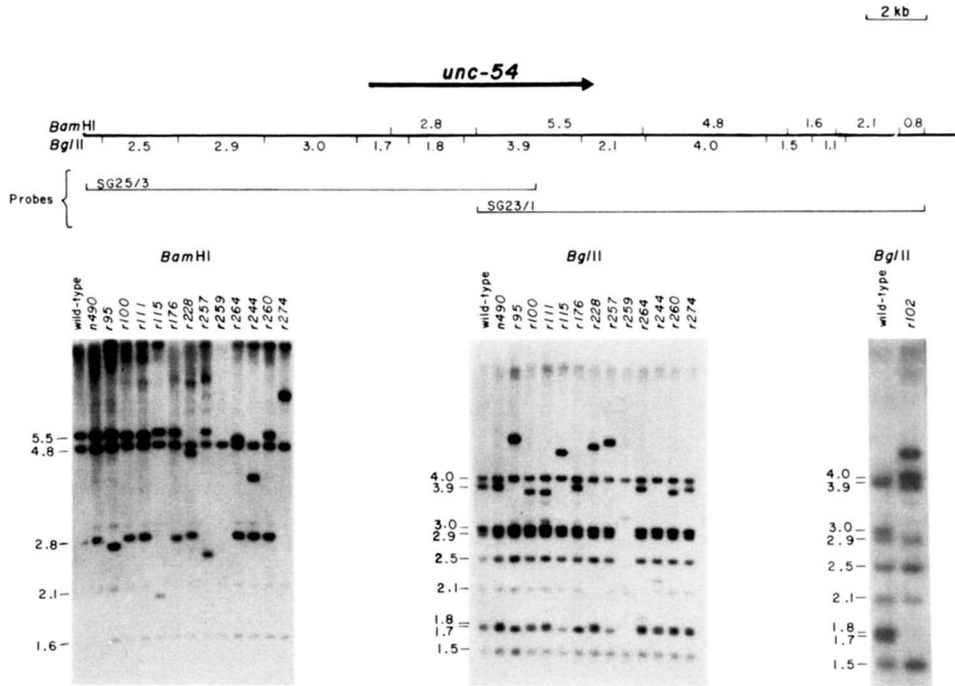 2 kb
unc-54
BamHI 2.8 5.5 4.8 1.6 2.1 0.8
BglII 2.5 2.9 3.0 1.7 1.8 3.9 2.1 4.0 1.5 1.1
Probes
SG25/3
SG23/1
BamHI
wild-type n490 r95 r100 r111 r115 r176 r228 r257 r259 r264 r244 r260 r274
5.5
4.8
2.8
2.1
1.6
BglII
wild-type n490 r95 r100 r111 r115 r176 r228 r257 r259 r264 r244 r260 r274
4.0
3.9
3.0
2.9
2.5
2.1
1.8
1.7
1.5
BglII
wild-type r102
4.0
3.9
3.0
2.9
2.5
2.1
1.8
1.7
1.5